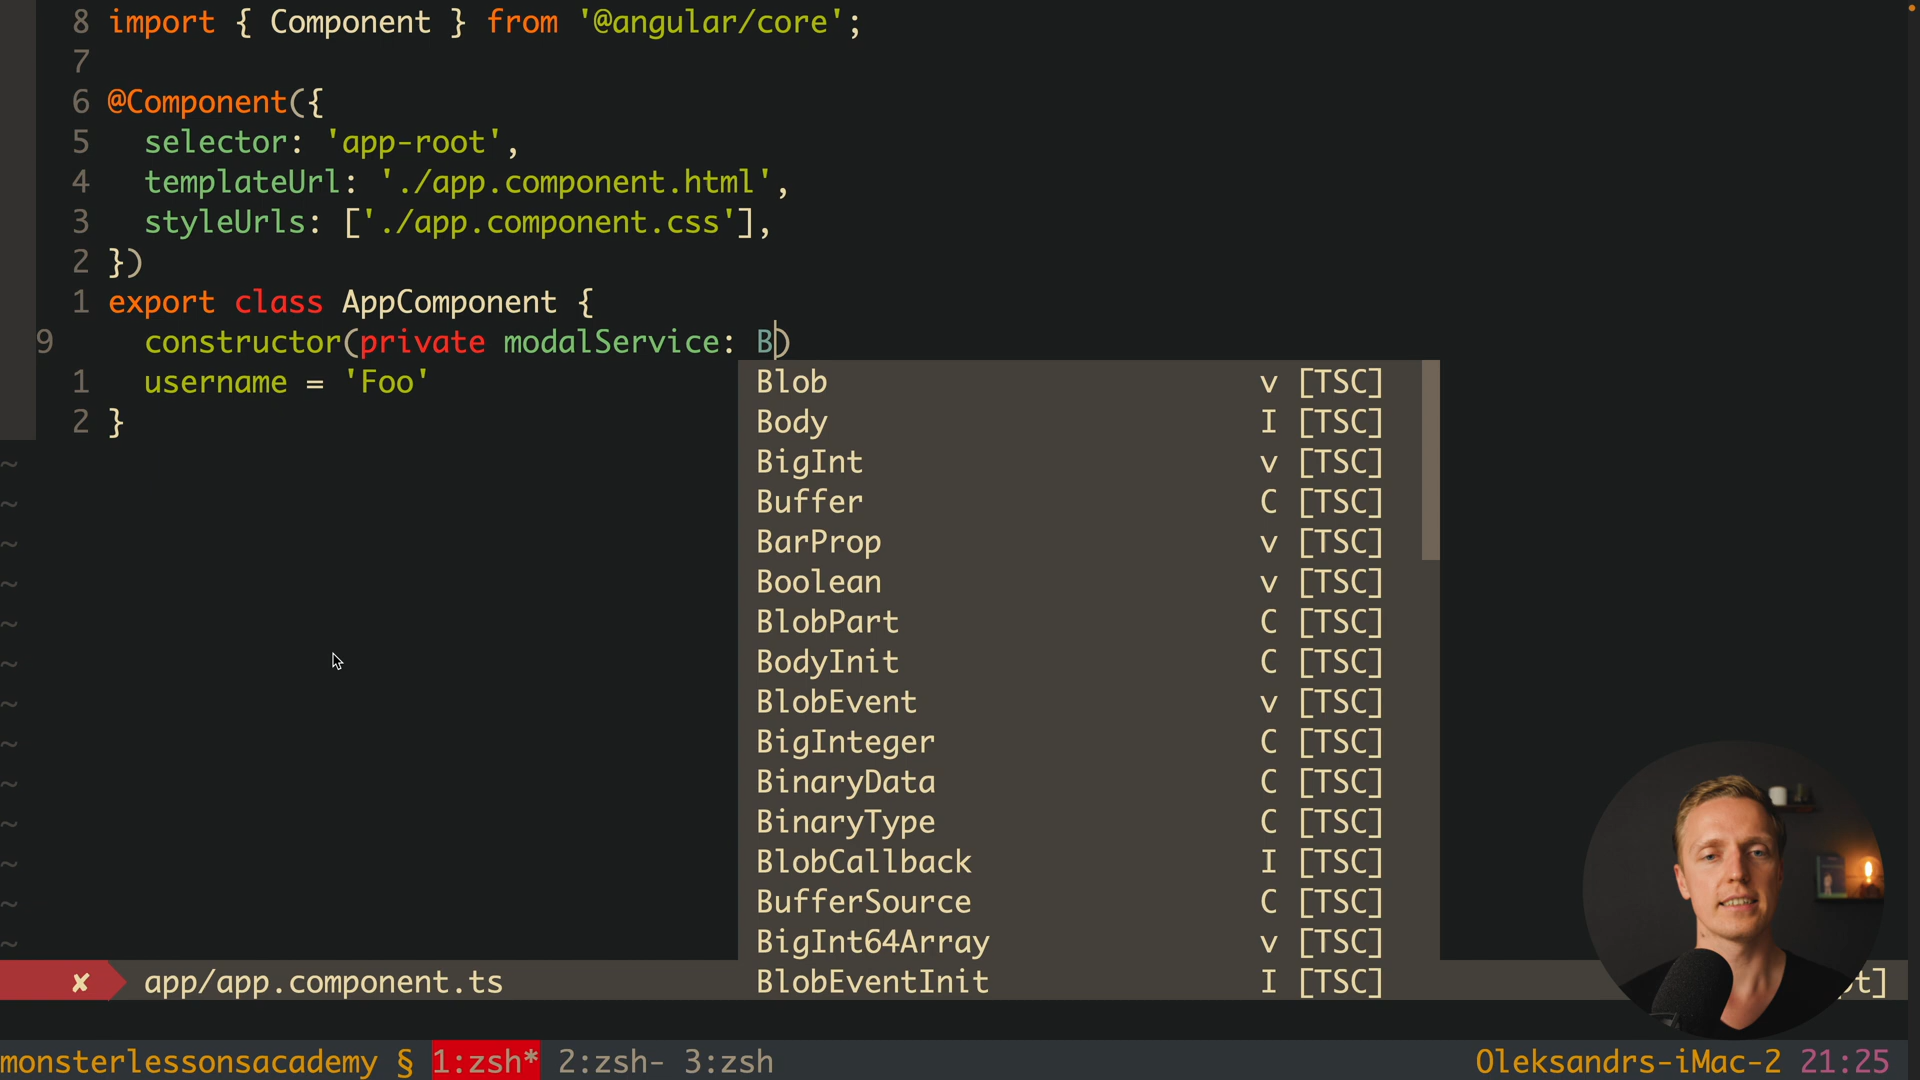 8 import { Component } from '@angular/core';
7
6 @Component({
5   selector: 'app-root',
4   templateUrl: './app.component.html',
3   styleUrls: ['./app.component.css'],
2 })
1 export class AppComponent {
9   constructor(private modalService: B)
1   username = 'Foo'
2 }
Blob v [TSC]
Body I [TSC]
BigInt v [TSC]
Buffer C [TSC]
BarProp v [TSC]
Boolean v [TSC]
BlobPart C [TSC]
BodyInit C [TSC]
BlobEvent v [TSC]
BigInteger C [TSC]
BinaryData C [TSC]
BinaryType C [TSC]
BlobCallback I [TSC]
BufferSource C [TSC]
BigInt64Array v [TSC]
BlobEventInit I [TSC]
~
~
~
~
~
~
~
~
~
~
~
~
~
✘ app/app.component.ts
monsterlessonsacademy § 1:zsh* 2:zsh- 3:zsh Oleksandrs-iMac-2 21:25